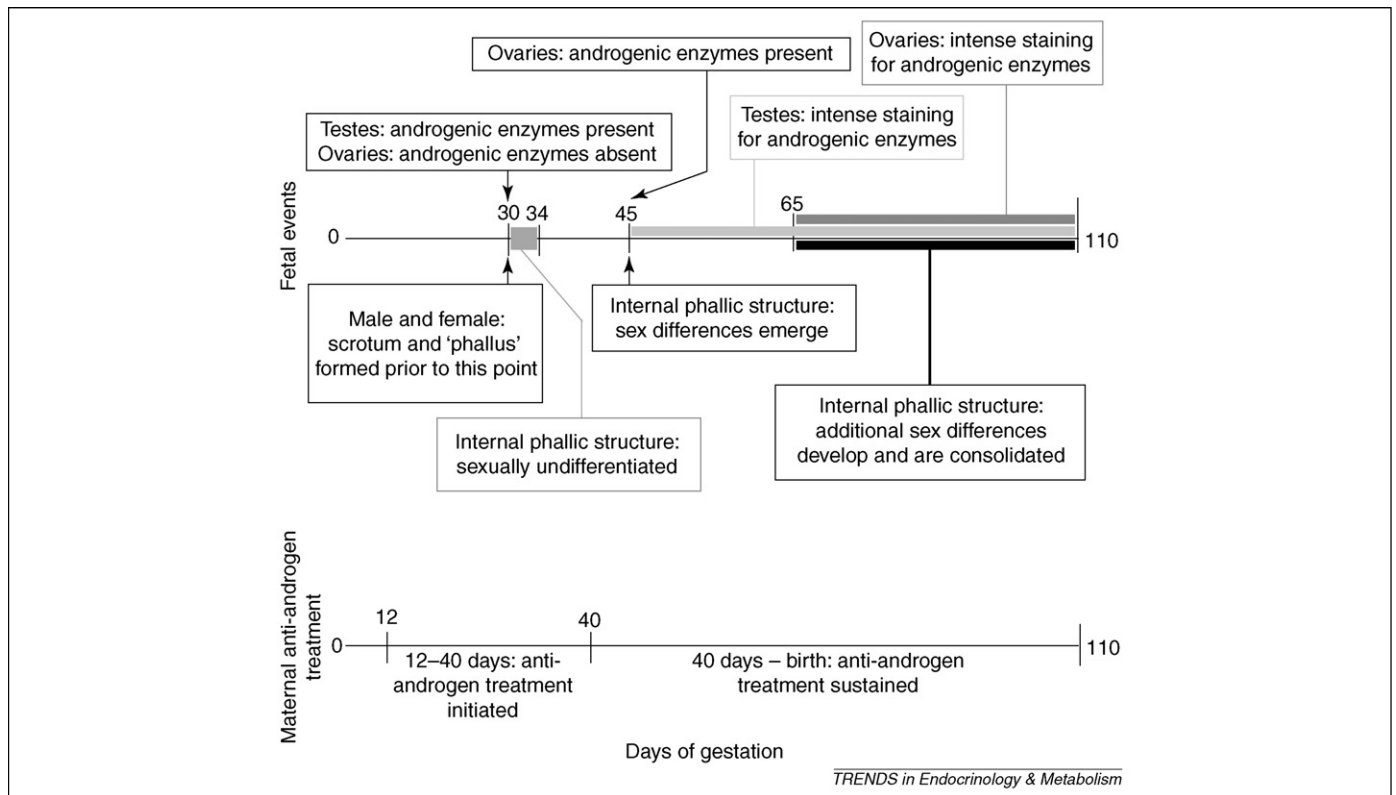 Ovaries: androgenic enzymes present
Ovaries: intense staining
for androgenic enzymes
Testes: androgenic enzymes present
Ovaries: androgenic enzymes absent
Testes: intense staining
for androgenic enzymes
Fetal events
0
30
34
45
65
110
Male and female:
scrotum and ‘phallus’
formed prior to this point
Internal phallic structure:
sex differences emerge
Internal phallic structure:
sexually undifferentiated
Internal phallic structure:
additional sex differences
develop and are consolidated
Maternal anti-androgen
treatment
0
12
40
110
12–40 days: anti-
androgen treatment
initiated
40 days – birth: anti-androgen
treatment sustained
Days of gestation
TRENDS in Endocrinology & Metabolism